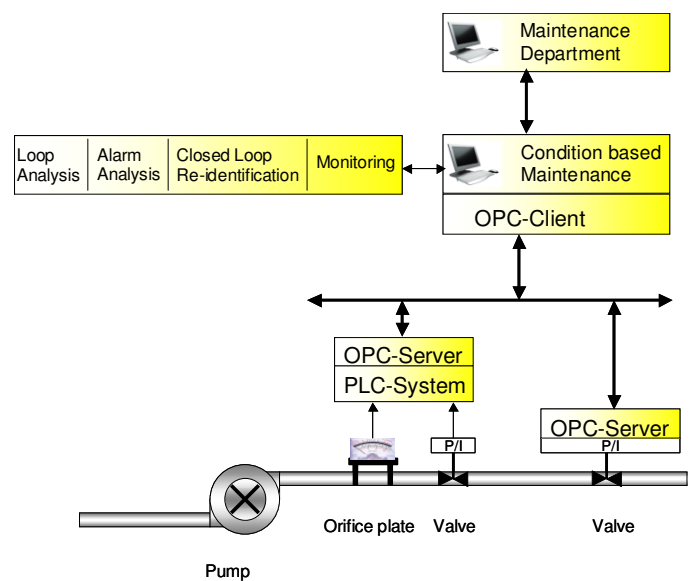 Maintenance
Department
Loop
Analysis
Alarm
Analysis
Closed Loop
Re-identification
Monitoring
Condition based
Maintenance
OPC-Client
OPC-Server
PLC-System
OPC-Server
P/I
P/I
Orifice plate
Valve
Valve
Pump